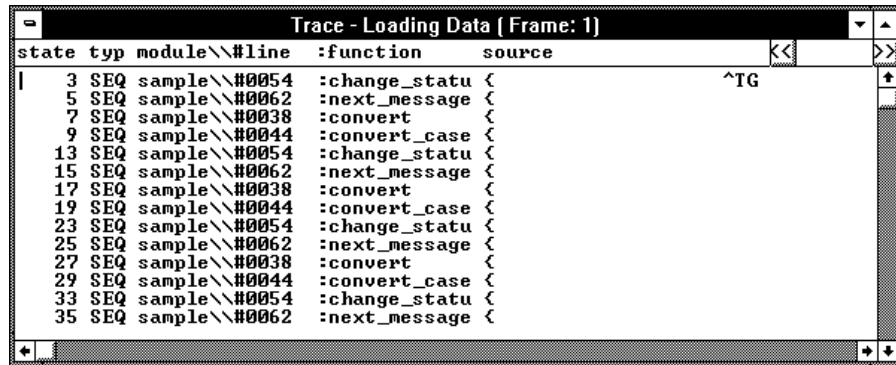 Trace - Loading Data ( Frame: 1)
state typ module\\#line :function source << >>
3 SEQ sample\\#0054 :change_statu { ^TG
5 SEQ sample\\#0062 :next_message {
7 SEQ sample\\#0038 :convert {
9 SEQ sample\\#0044 :convert_case {
13 SEQ sample\\#0054 :change_statu {
15 SEQ sample\\#0062 :next_message {
17 SEQ sample\\#0038 :convert {
19 SEQ sample\\#0044 :convert_case {
23 SEQ sample\\#0054 :change_statu {
25 SEQ sample\\#0062 :next_message {
27 SEQ sample\\#0038 :convert {
29 SEQ sample\\#0044 :convert_case {
33 SEQ sample\\#0054 :change_statu {
35 SEQ sample\\#0062 :next_message {